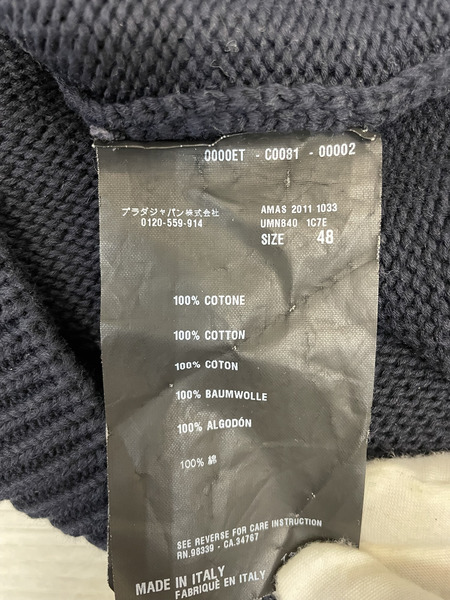 0000ET - C0081 - 00002
プラダジャパン株式会社
0120-559-914
AMAS 2011 1033
UMN840 1C7E
SIZE 48
100% COTONE
100% COTTON
100% COTON
100% BAUMWOLLE
100% ALGODÓN
100% 綿
SEE REVERSE FOR CARE INSTRUCTION
RN.98339 - CA.34767
MADE IN ITALY
FABRIQUÉ EN ITALY